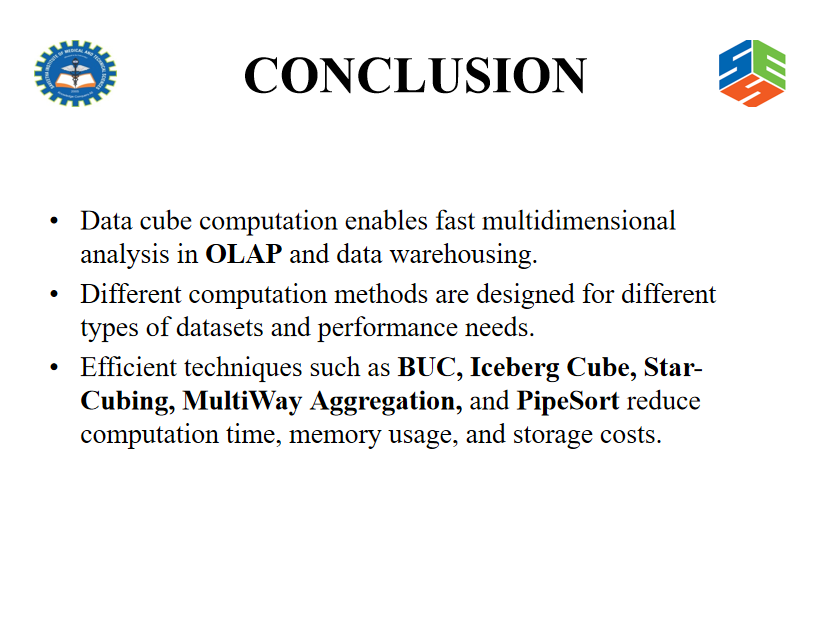 CONCLUSION
SES
• Data cube computation enables fast multidimensional
analysis in OLAP and data warehousing.
• Different computation methods are designed for different
types of datasets and performance needs.
• Efficient techniques such as BUC, Iceberg Cube, Star-
Cubing, MultiWay Aggregation, and PipeSort reduce
computation time, memory usage, and storage costs.